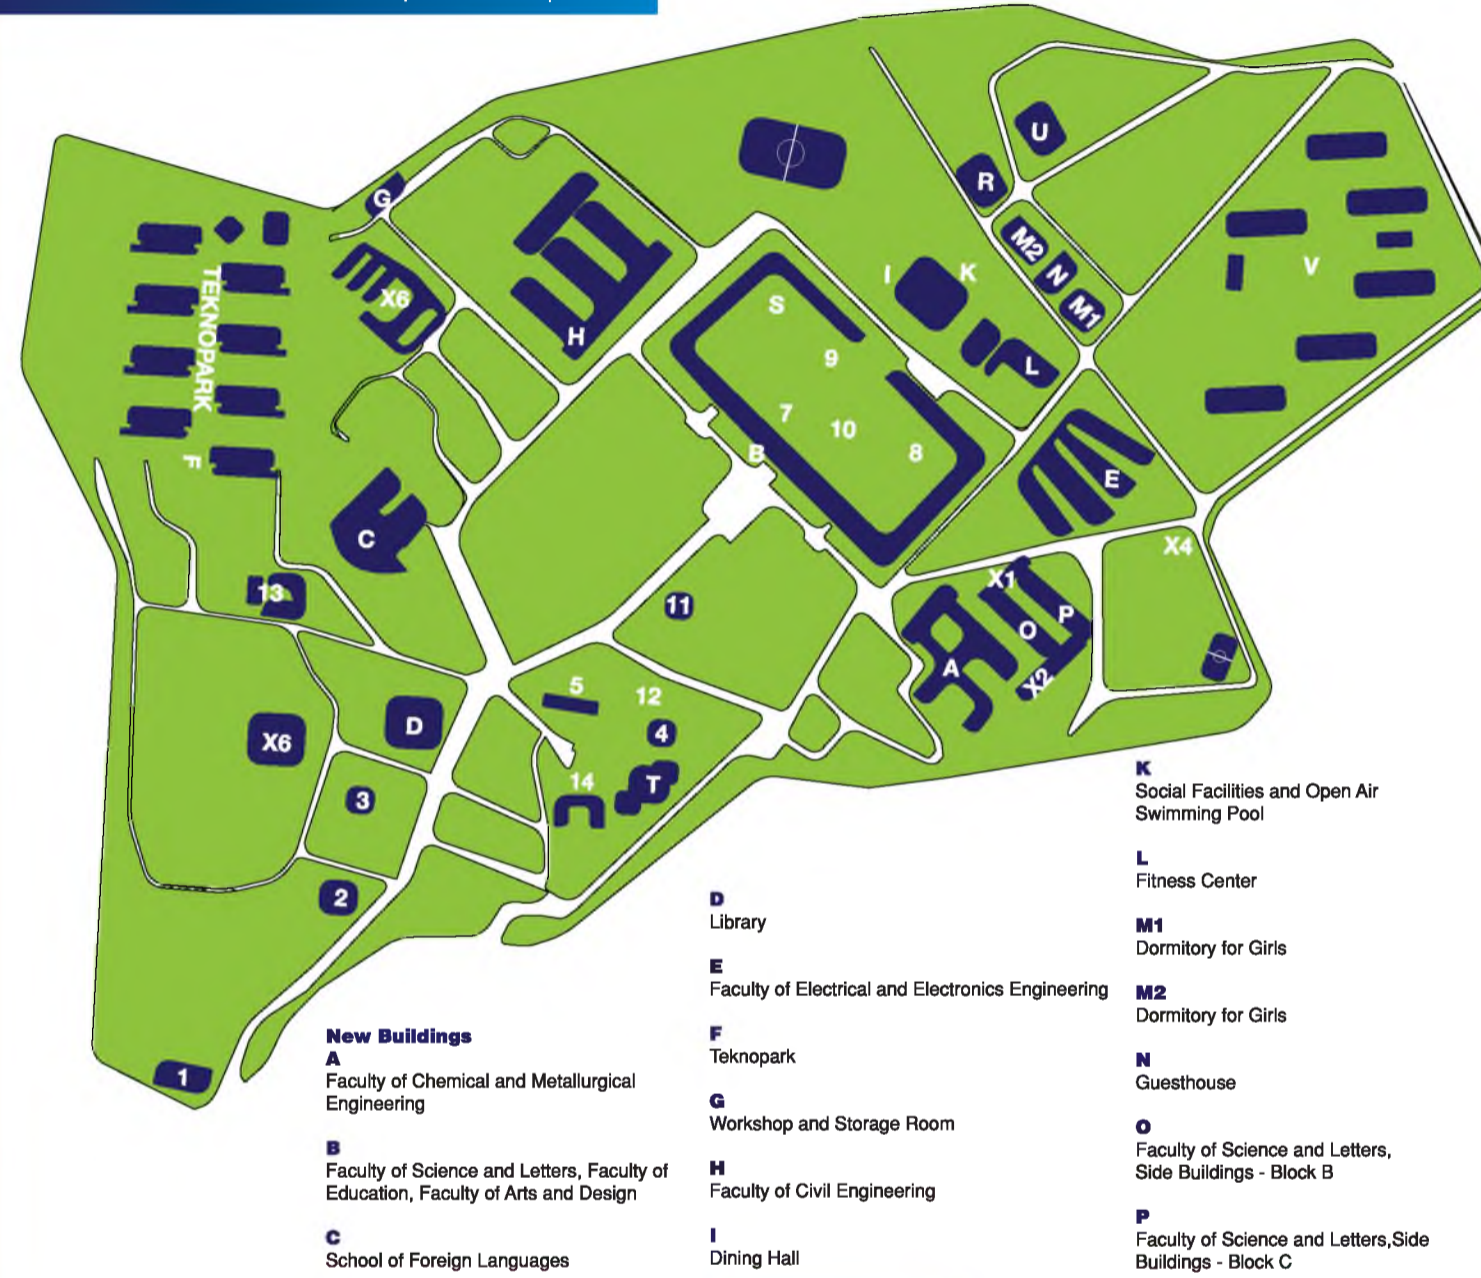 U
R
G
M2
N
M1
I
K
V
X6
S
H
9
L
TEKNOPARK
7
10
B
8
F
E
C
X4
X1
13
11
P
O
A
X2
5
12
D
4
X6
14
T
3
2
1
New Buildings
A
Faculty of Chemical and Metallurgical
Engineering
B
Faculty of Science and Letters, Faculty of
Education, Faculty of Arts and Design
C
School of Foreign Languages
D
Library
E
Faculty of Electrical and Electronics Engineering
F
Teknopark
G
Workshop and Storage Room
H
Faculty of Civil Engineering
I
Dining Hall
K
Social Facilities and Open Air
Swimming Pool
L
Fitness Center
M1
Dormitory for Girls
M2
Dormitory for Girls
N
Guesthouse
O
Faculty of Science and Letters,
Side Buildings - Block B
P
Faculty of Science and Letters,Side
Buildings - Block C